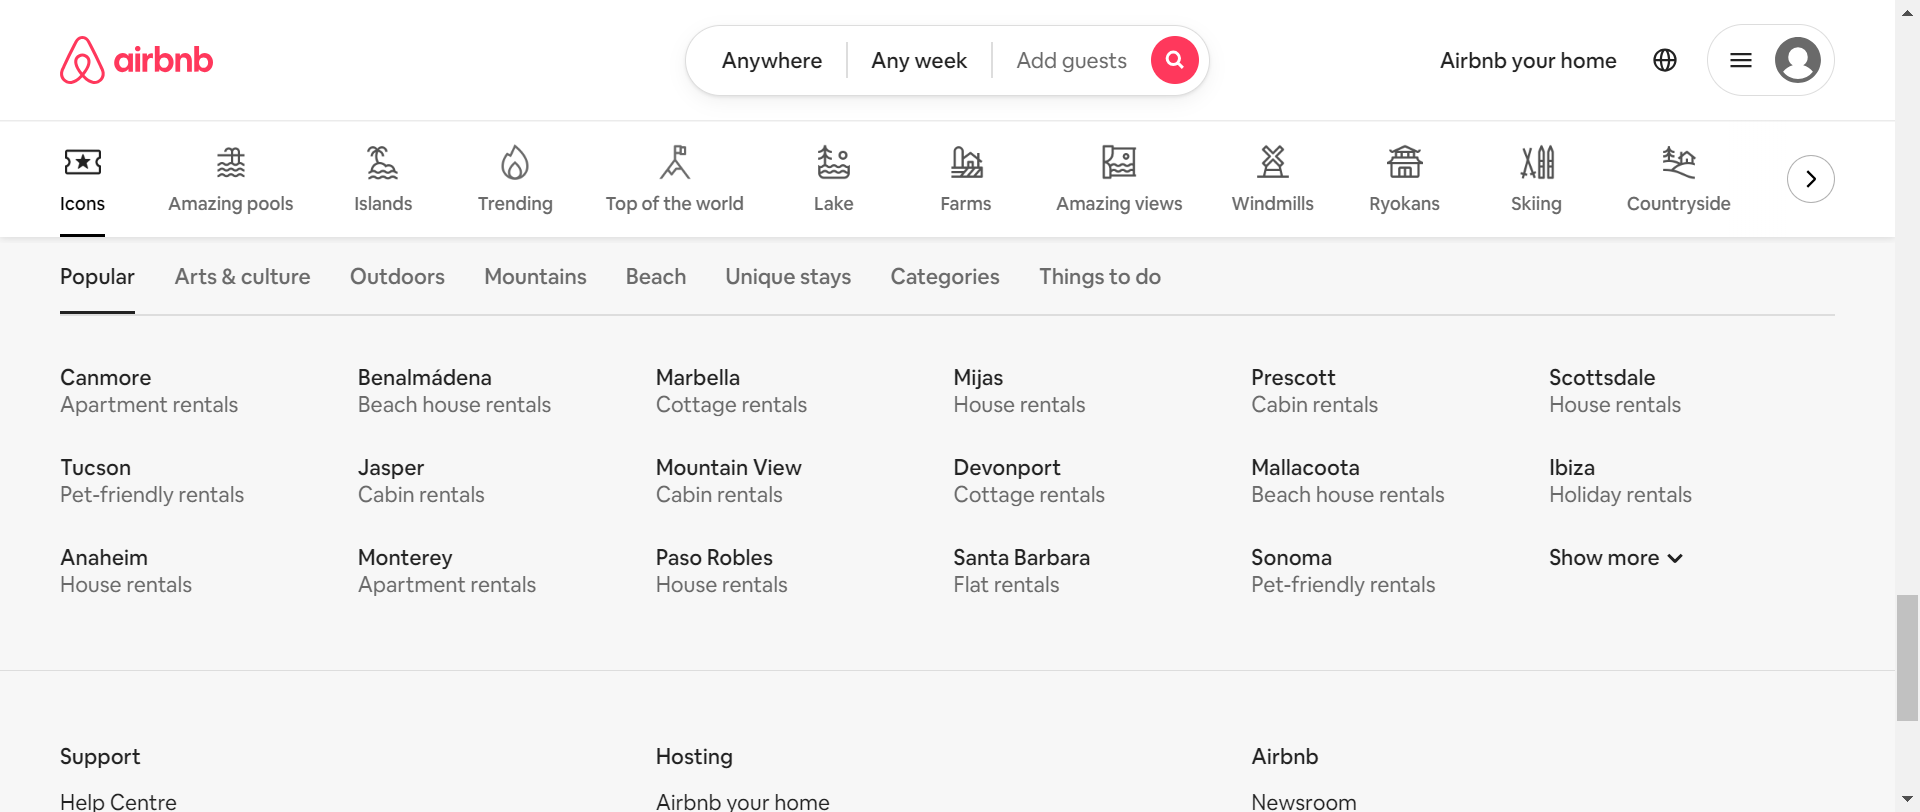 airbnb
Anywhere
Any week
Add guests
Airbnb your home
Icons
Amazing pools
Islands
Trending
Top of the world
Lake
Farms
Amazing views
Windmills
Ryokans
Skiing
Countryside
Popular
Arts & culture
Outdoors
Mountains
Beach
Unique stays
Categories
Things to do
Canmore
Apartment rentals
Benalmádena
Beach house rentals
Marbella
Cottage rentals
Mijas
House rentals
Prescott
Cabin rentals
Scottsdale
House rentals
Tucson
Pet-friendly rentals
Jasper
Cabin rentals
Mountain View
Cabin rentals
Devonport
Cottage rentals
Mallacoota
Beach house rentals
Ibiza
Holiday rentals
Anaheim
House rentals
Monterey
Apartment rentals
Paso Robles
House rentals
Santa Barbara
Flat rentals
Sonoma
Pet-friendly rentals
Show more
Support
Help Centre
Hosting
Airbnb your home
Airbnb
Newsroom